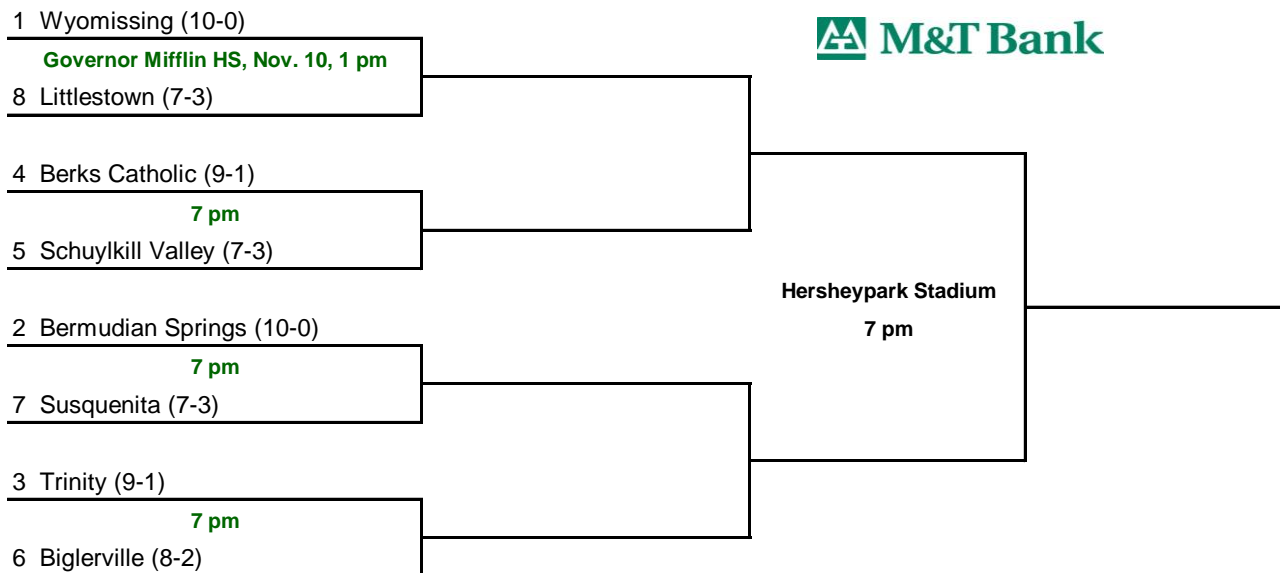 1 Wyomissing (10-0)
M&T Bank
Governor Mifflin HS, Nov. 10, 1 pm
8 Littlestown (7-3)
4 Berks Catholic (9-1)
7 pm
5 Schuylkill Valley (7-3)
Hersheypark Stadium
7 pm
2 Bermudian Springs (10-0)
7 pm
7 Susquenita (7-3)
3 Trinity (9-1)
7 pm
6 Biglerville (8-2)